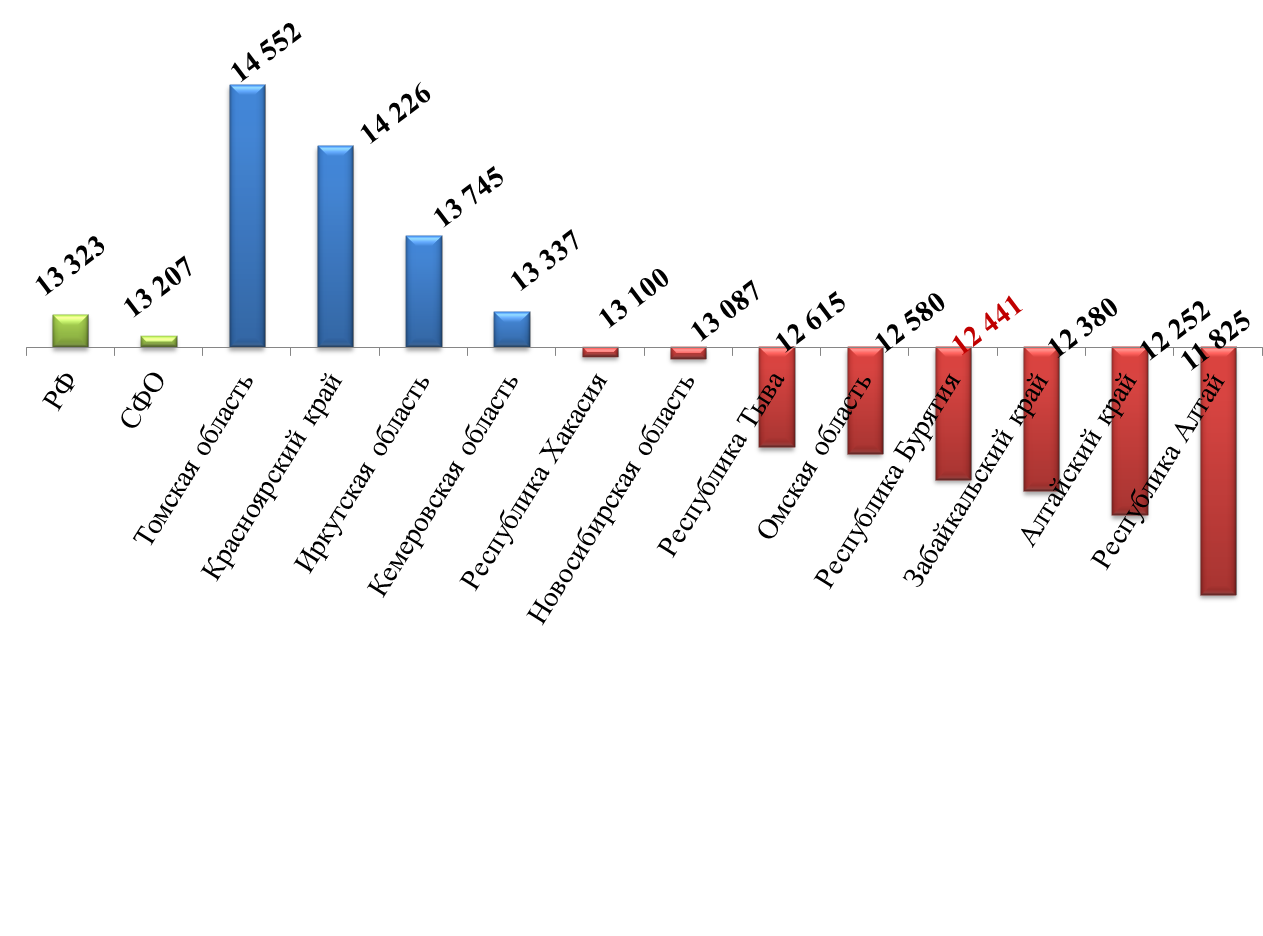 14 552
14 226
13 745
13 323
13 207
13 337
13 100
13 087
12 615
12 580
12 441
12 380
12 252
11 825
РФ
СФО
Томская область
Красноярский край
Иркутская область
Кемеровская область
Республика Хакасия
Новосибирская область
Республика Тыва
Омская область
Республика Бурятия
Забайкальский край
Алтайский край
Республика Алтай